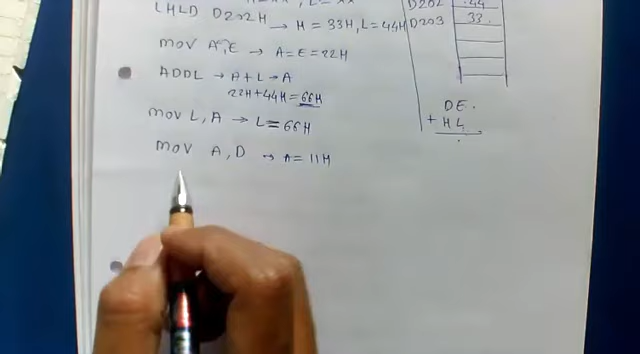 LHLD D202H → H = 33H, L = 44H
MOV A,E → A = E = 22H
ADDL → A + L → A
22H + 44H = 66H
MOV L, A → L = 66H
MOV A, D → A = 11H
D202 44
D203 33
DE.
+ HL